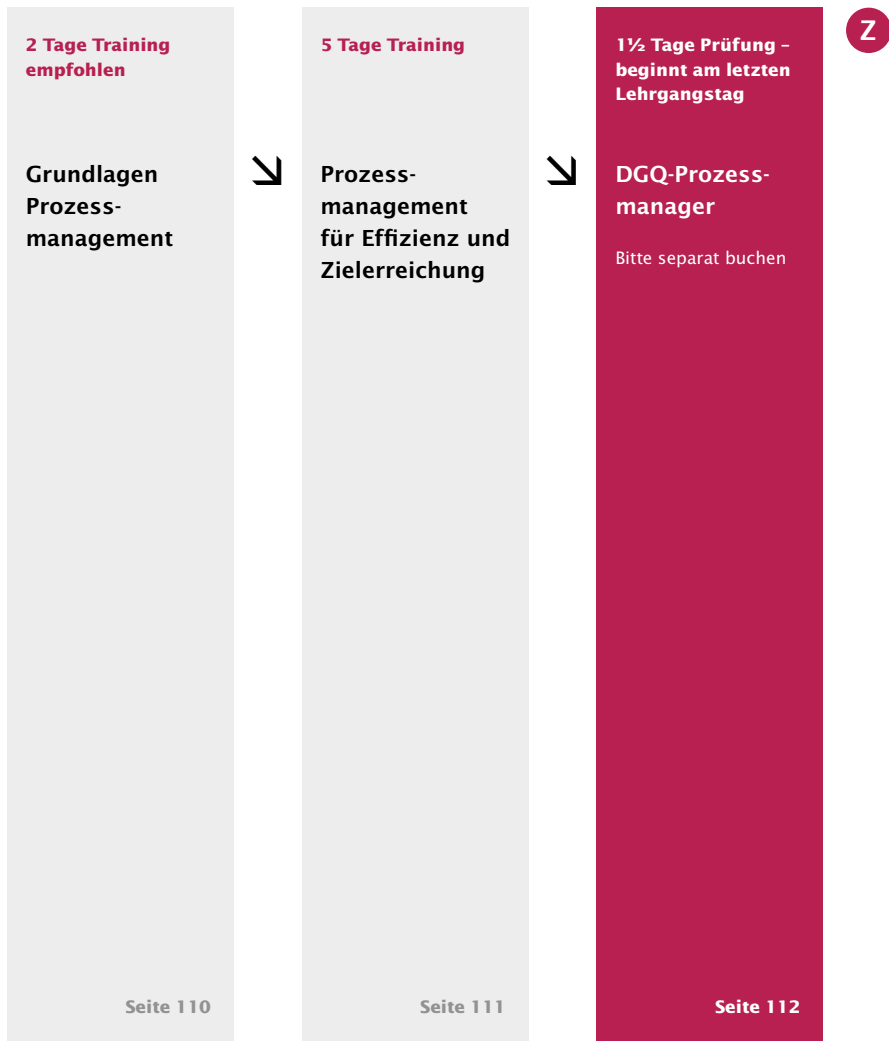 2 Tage Training
empfohlen
Grundlagen
Prozess-
management
Seite 110
5 Tage Training
Prozess-
management
für Effizienz und
Zielerreichung
Seite 111
1½ Tage Prüfung –
beginnt am letzten
Lehrgangstag
DGQ-Prozess-
manager
Bitte separat buchen
Seite 112
Z